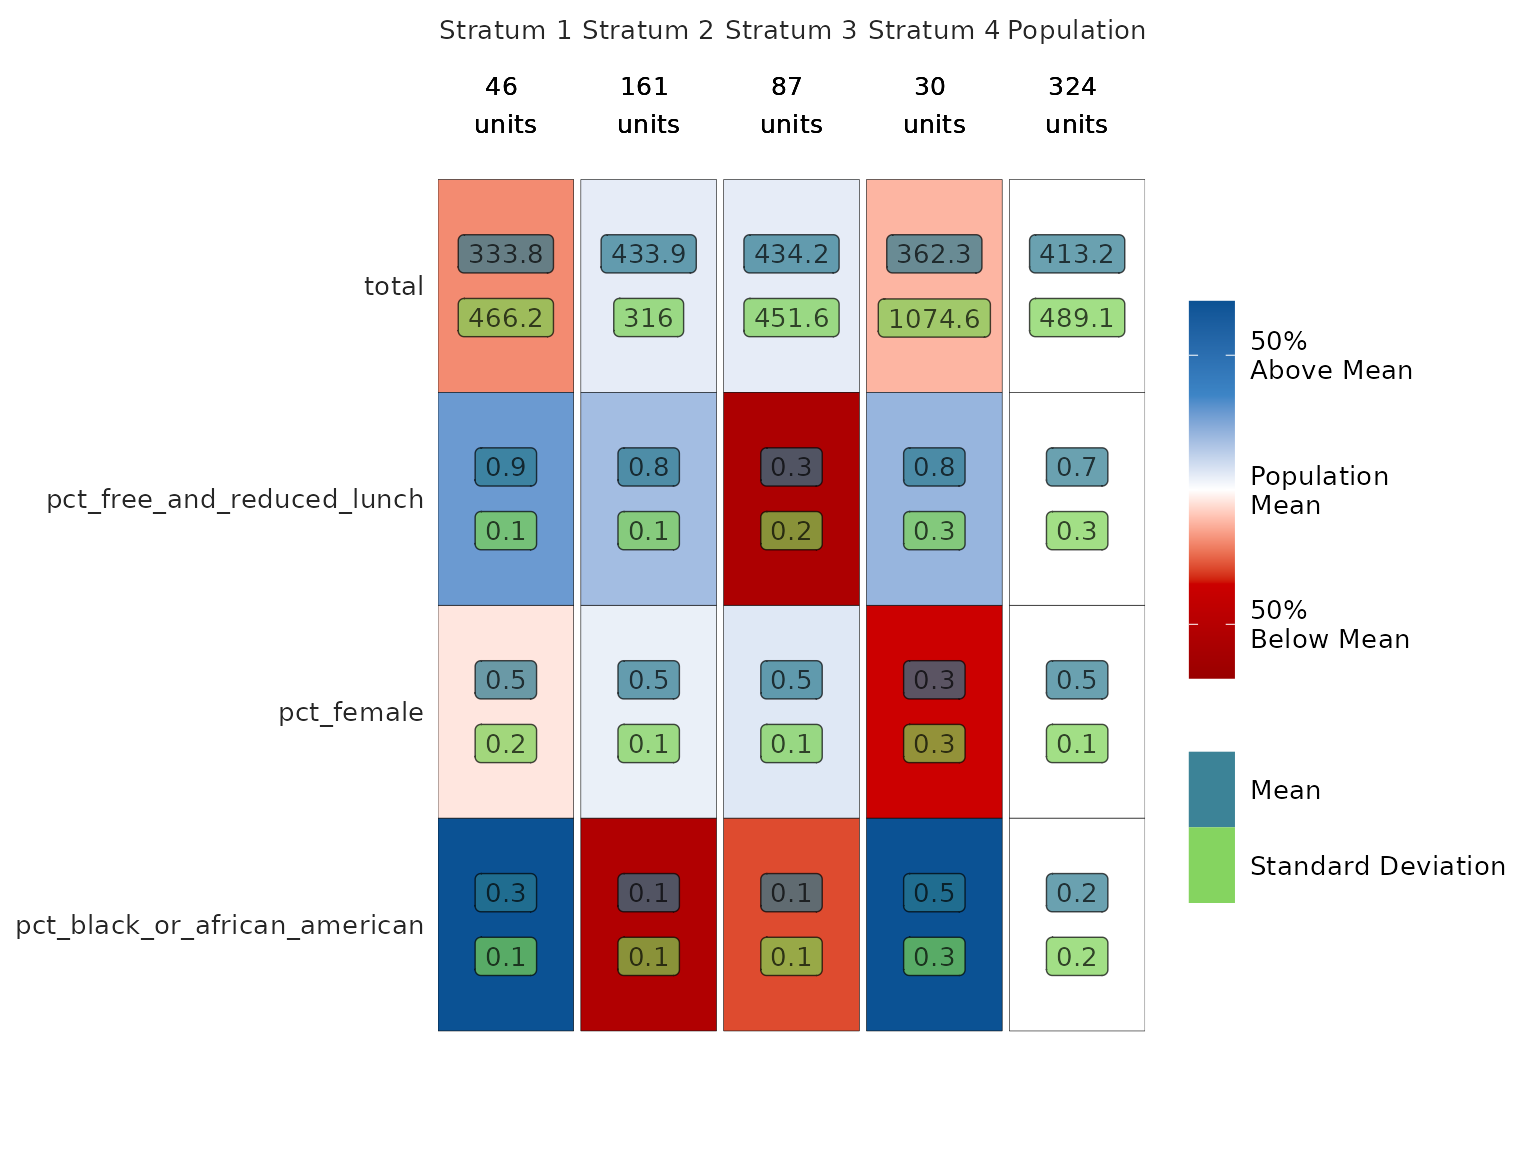 Stratum 1 Stratum 2 Stratum 3 Stratum 4 Population
46 161 87 30 324
units units units units units
total
333.8 433.9 434.2 362.3 413.2
466.2 316 451.6 1074.6 489.1
pct_free_and_reduced_lunch
0.9 0.8 0.3 0.8 0.7
0.1 0.1 0.2 0.3 0.3
pct_female
0.5 0.5 0.5 0.3 0.5
0.2 0.1 0.1 0.3 0.1
pct_black_or_african_american
0.3 0.1 0.1 0.5 0.2
0.1 0.1 0.1 0.3 0.2
50%
Above Mean
Population
Mean
50%
Below Mean
Mean
Standard Deviation